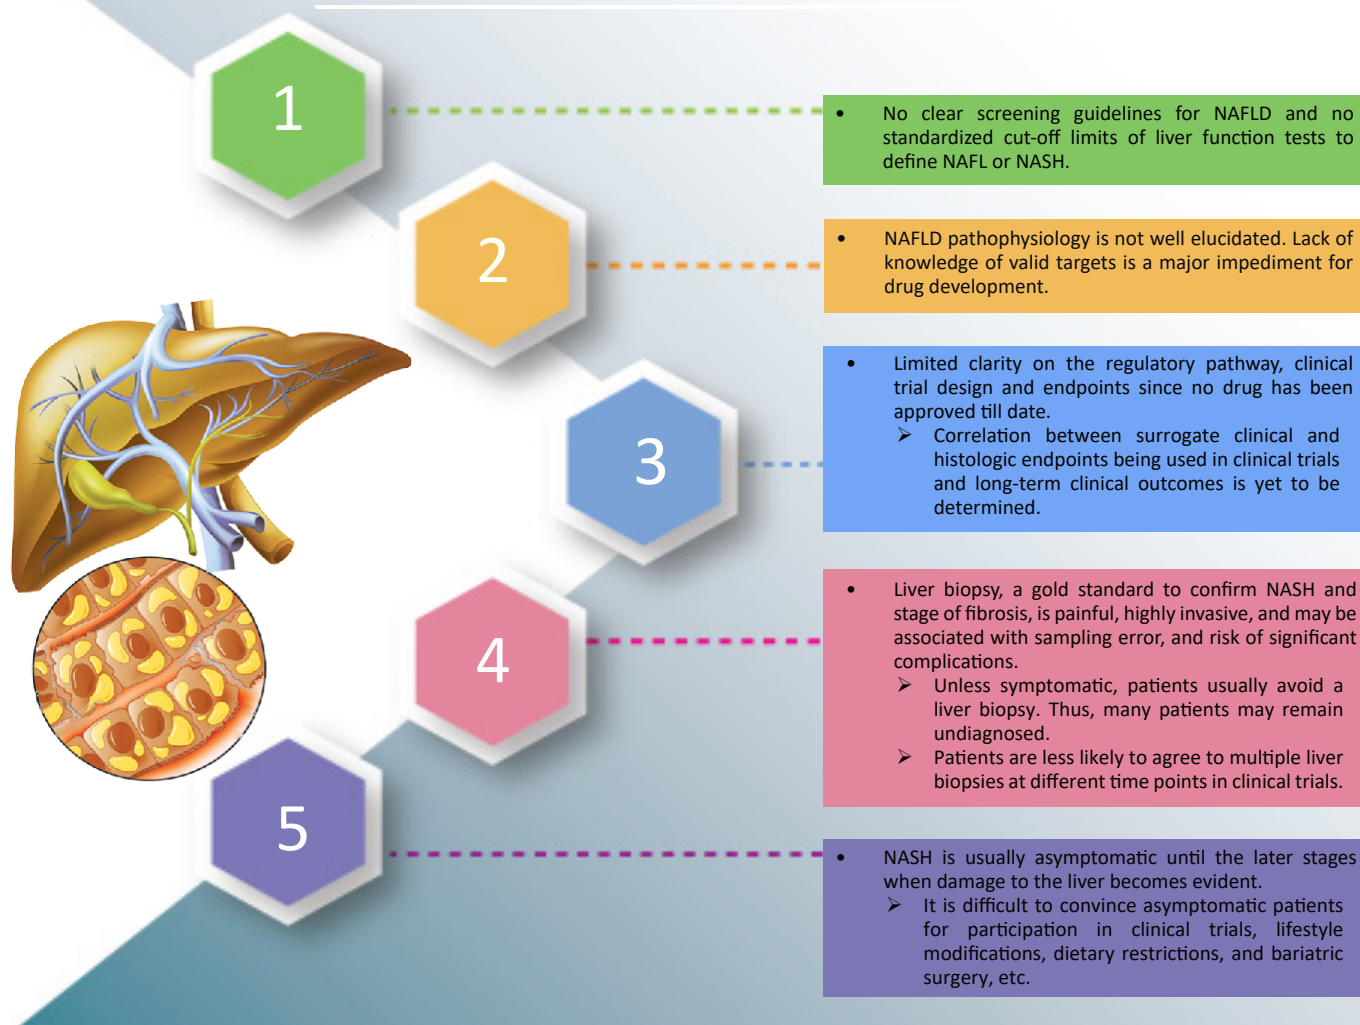 1
• No clear screening guidelines for NAFLD and no
standardized cut-off limits of liver function tests to
define NAFL or NASH.
2
• NAFLD pathophysiology is not well elucidated. Lack of
knowledge of valid targets is a major impediment for
drug development.
3
• Limited clarity on the regulatory pathway, clinical
trial design and endpoints since no drug has been
approved till date.
➢ Correlation between surrogate clinical and
histologic endpoints being used in clinical trials
and long-term clinical outcomes is yet to be
determined.
4
• Liver biopsy, a gold standard to confirm NASH and
stage of fibrosis, is painful, highly invasive, and may be
associated with sampling error, and risk of significant
complications.
➢ Unless symptomatic, patients usually avoid a
liver biopsy. Thus, many patients may remain
undiagnosed.
➢ Patients are less likely to agree to multiple liver
biopsies at different time points in clinical trials.
5
• NASH is usually asymptomatic until the later stages
when damage to the liver becomes evident.
➢ It is difficult to convince asymptomatic patients
for participation in clinical trials, lifestyle
modifications, dietary restrictions, and bariatric
surgery, etc.